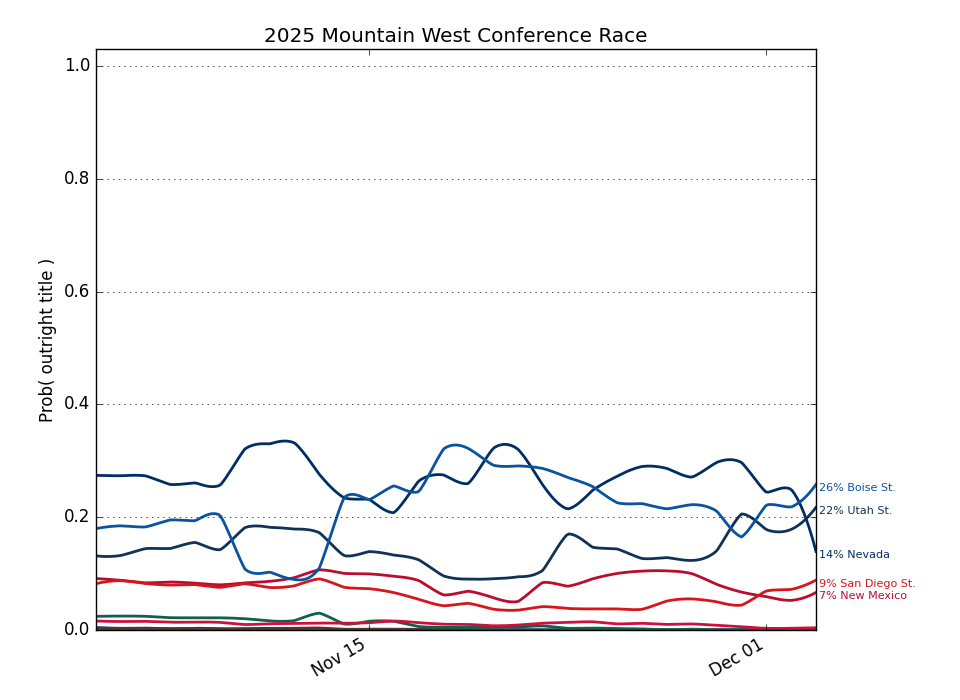 2025 Mountain West Conference Race
1.0
0.8
0.6
0.4
0.2
0.0
Prob( outright title )
26% Boise St.
22% Utah St.
14% Nevada
9% San Diego St.
7% New Mexico
Nov 15
Dec 01